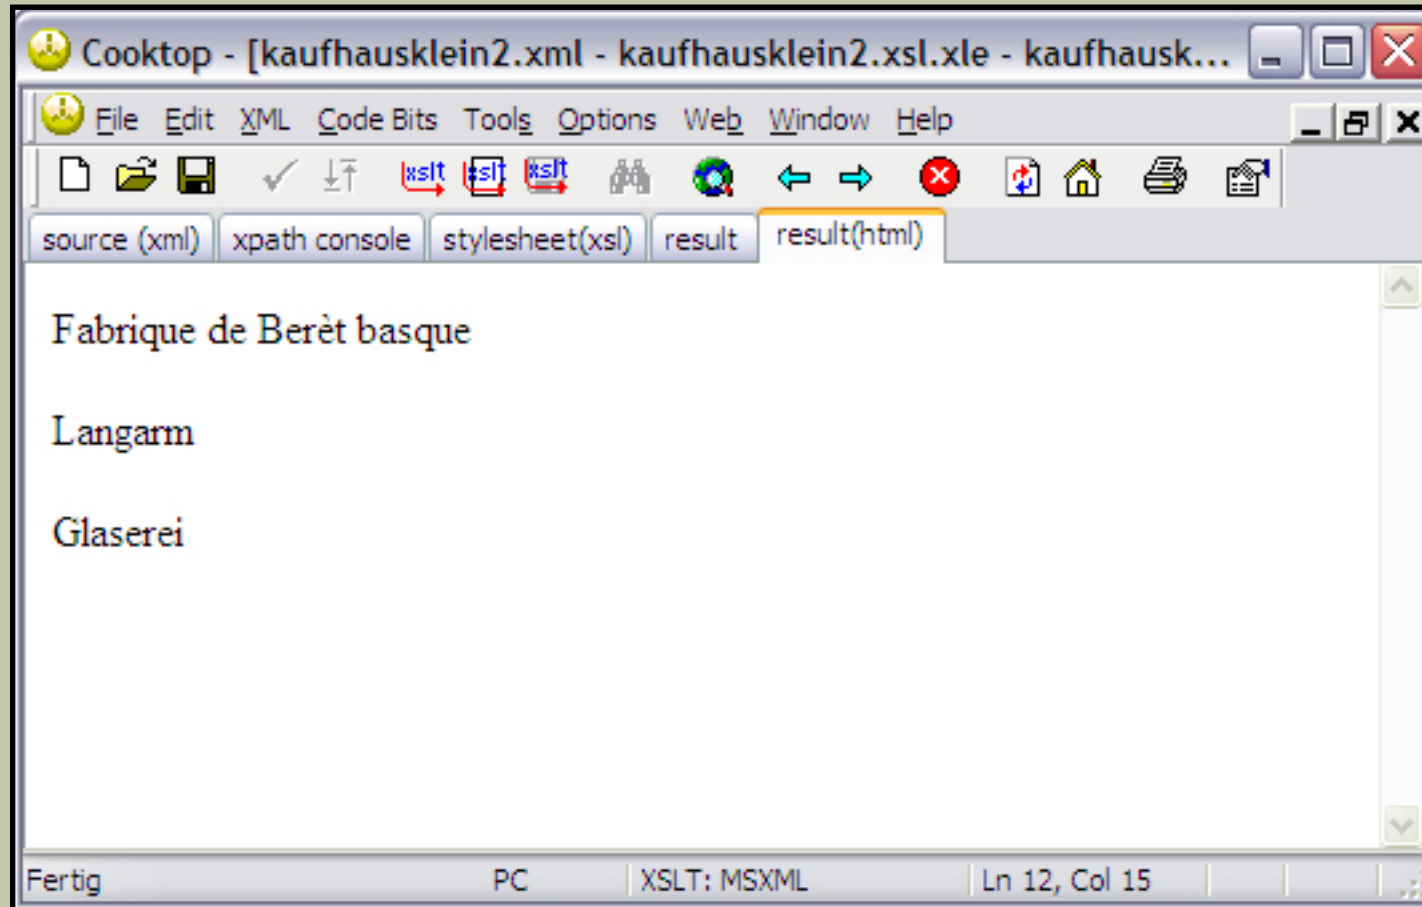 Cooktop - [kaufhausklein2.xml - kaufhausklein2.xsl.xle - kaufhausk...
File Edit XML Code Bits Tools Options Web Window Help
xslt xslt xslt
source (xml) xpath console stylesheet(xsl) result result(html)
Fabrique de Berèt basque
Langarm
Glaserei
Fertig PC XSLT: MSXML Ln 12, Col 15